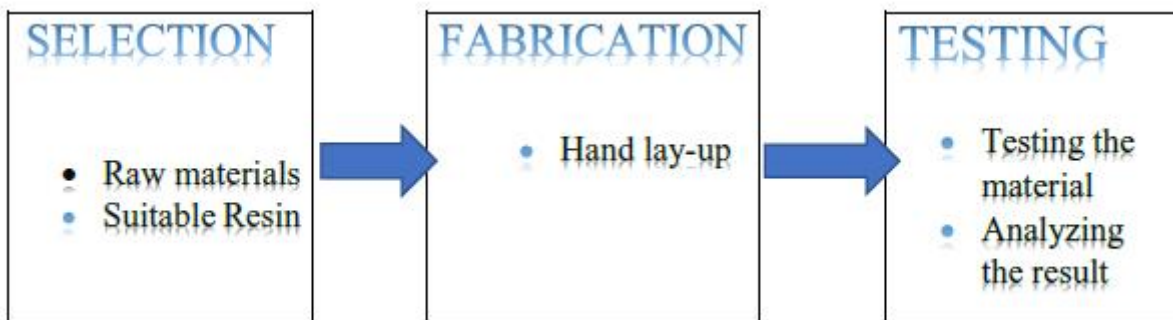 SELECTION
• Raw materials
• Suitable Resin
FABRICATION
• Hand lay-up
TESTING
• Testing the
material
• Analyzing
the result